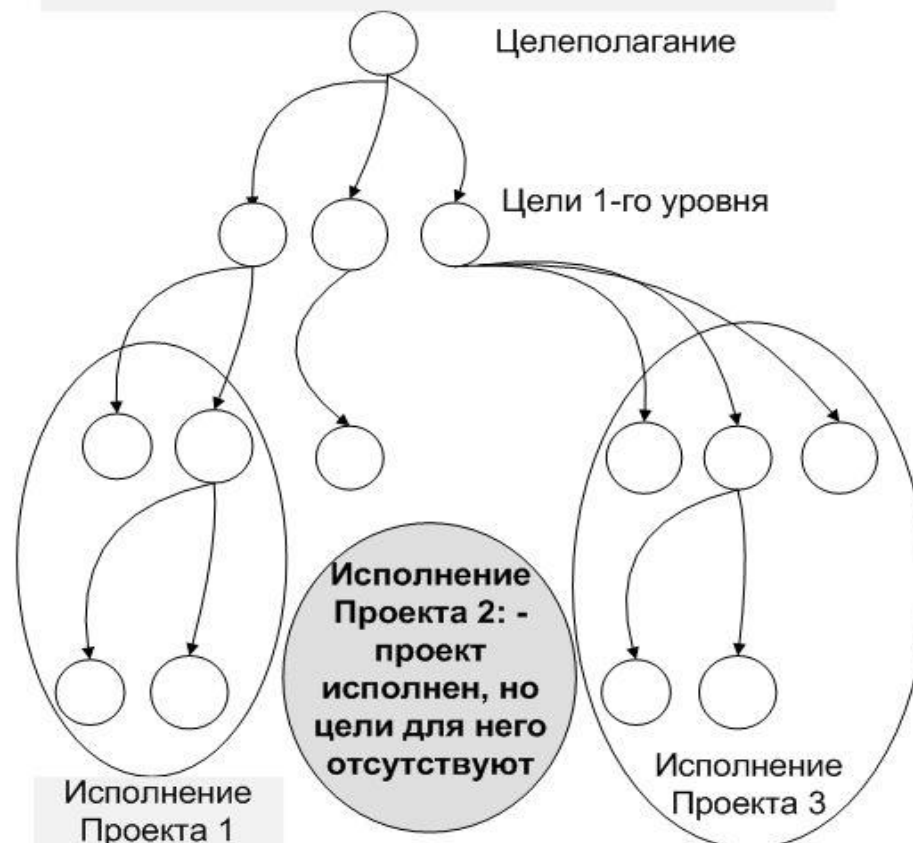 Целеполагание
Цели 1-го уровня
Исполнение
Проекта 2: -
проект
исполнен, но
цели для него
отсутствуют
Исполнение
Проекта 1
Исполнение
Проекта 3